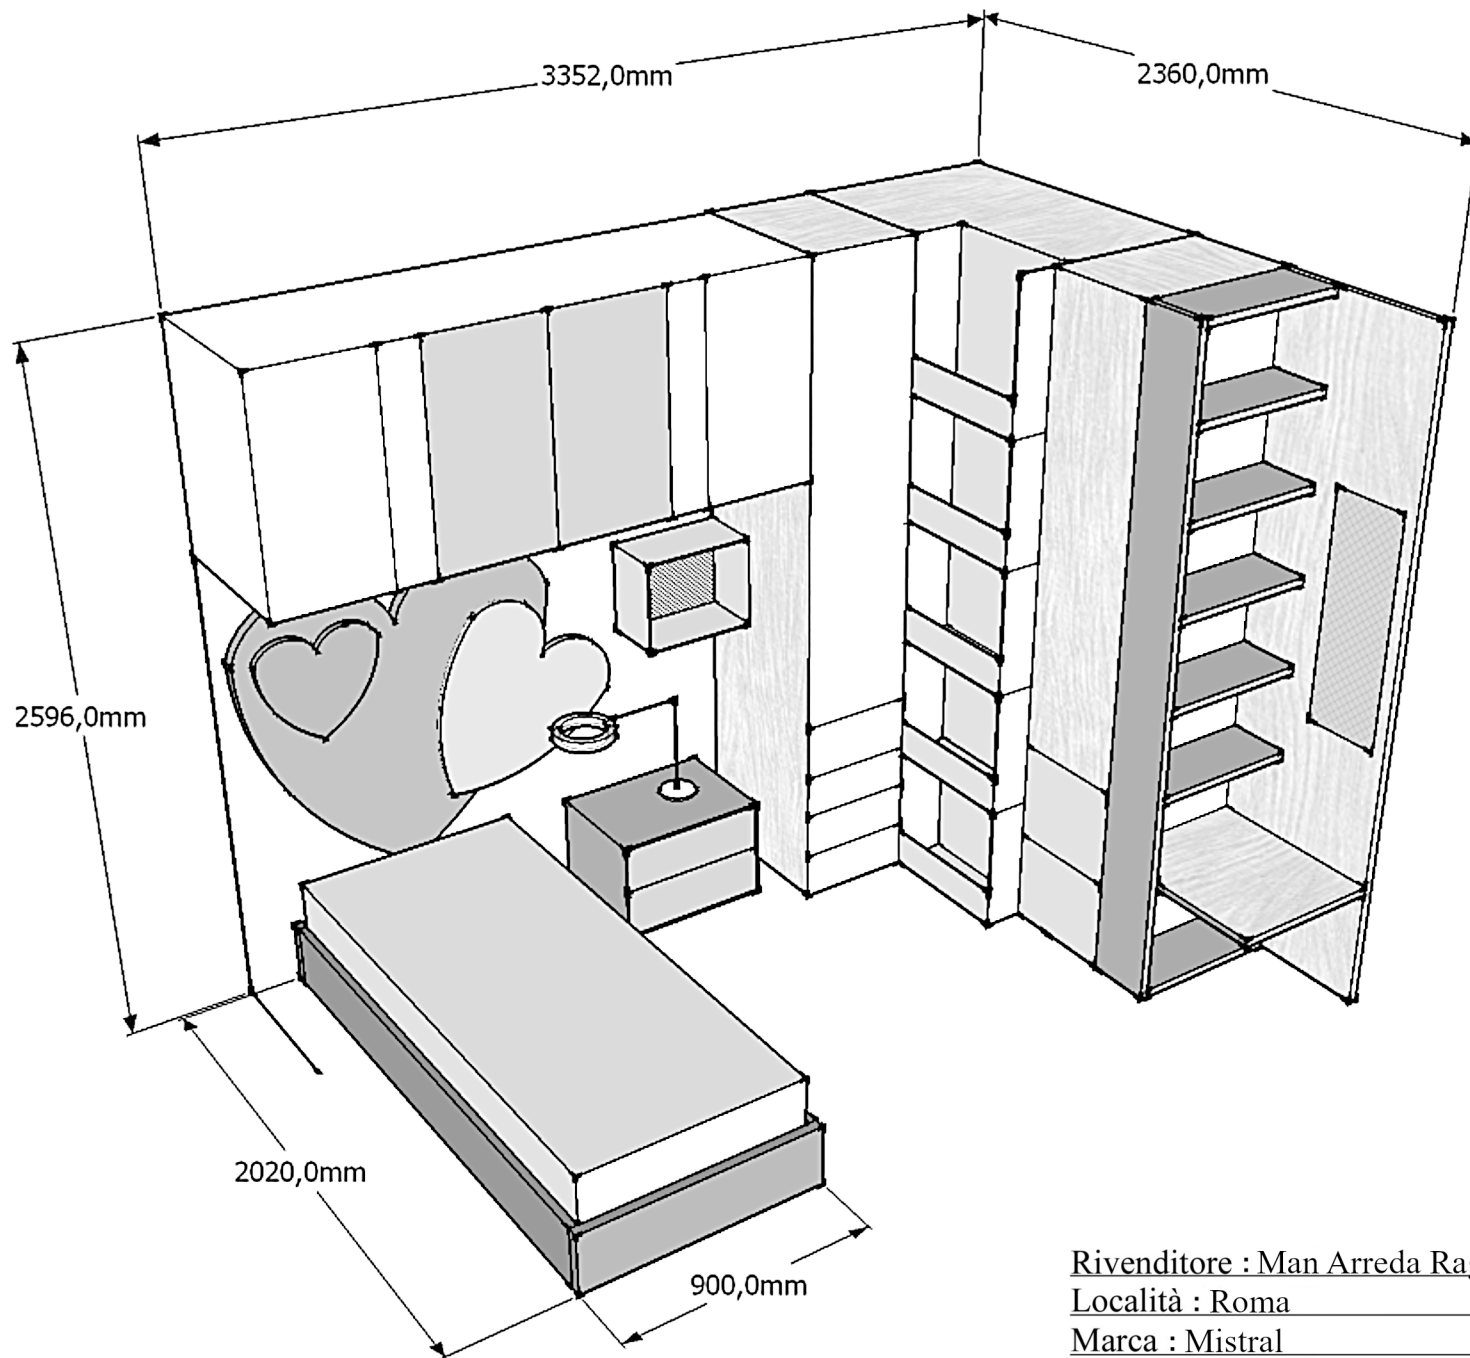 3352,0mm
2360,0mm
2596,0mm
2020,0mm
900,0mm
Rivenditore : Man Arreda
Località : Roma
Marca : Mistral